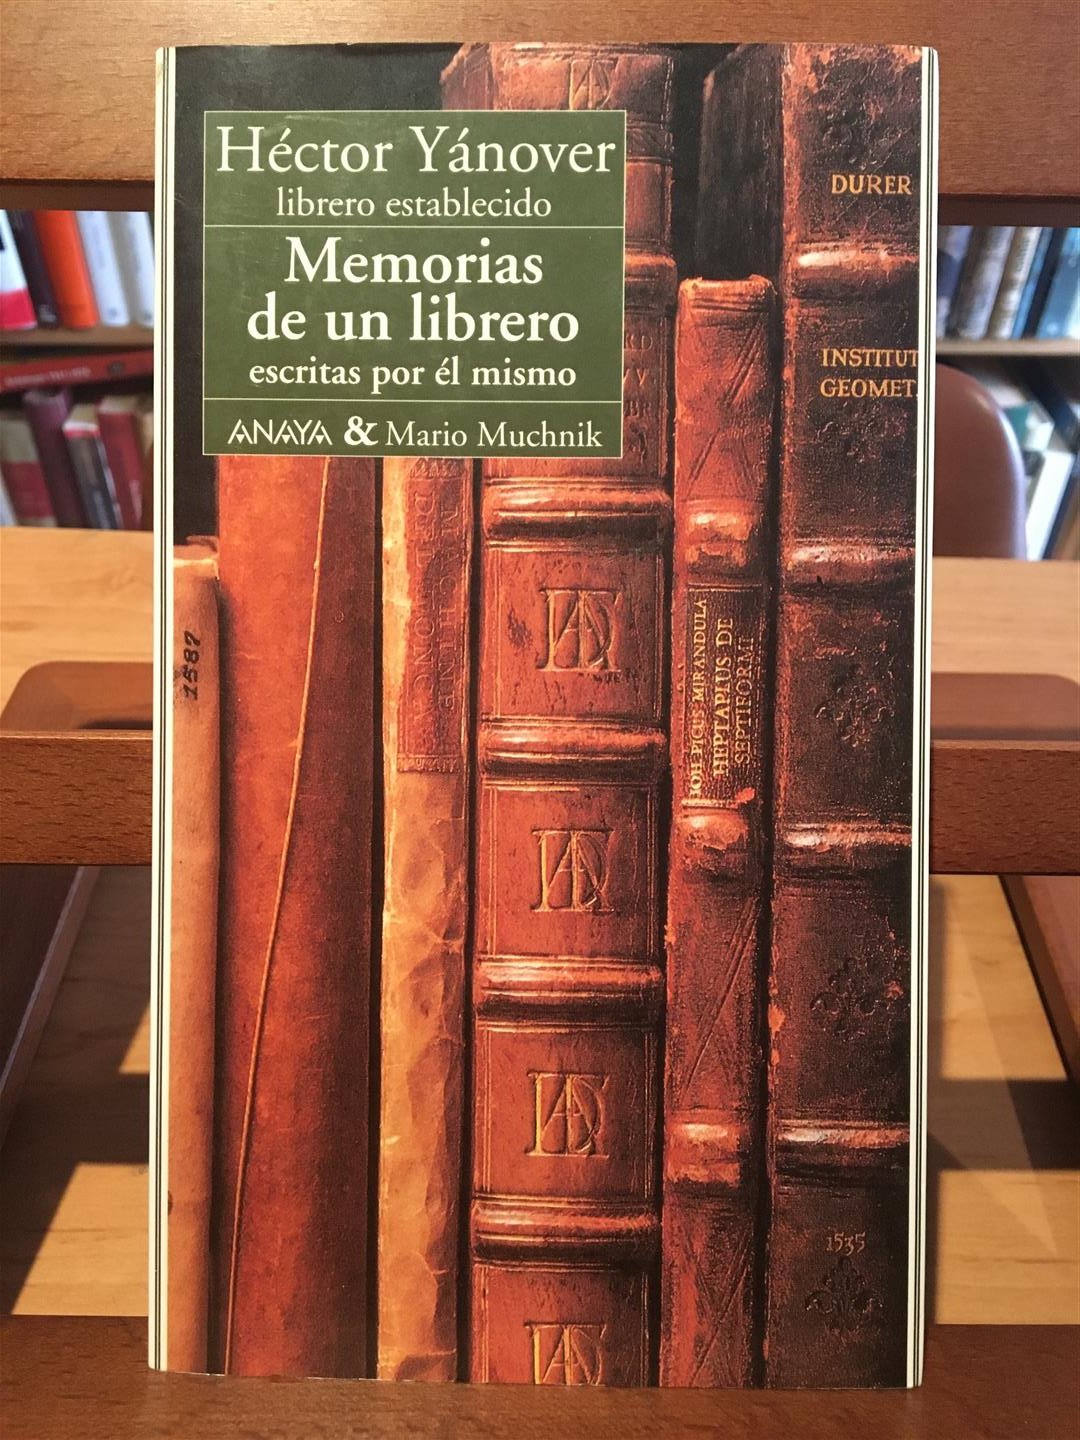 Héctor Yánover
librero establecido
Memorias
de un librero
escritas por él mismo
ANAYA & Mario Muchnik
1587
JOH PICUS MIRANDULA
HEPTAPLUS DE
SEPTIFORMI
DURER
INSTITUT
GEOMET.
1535